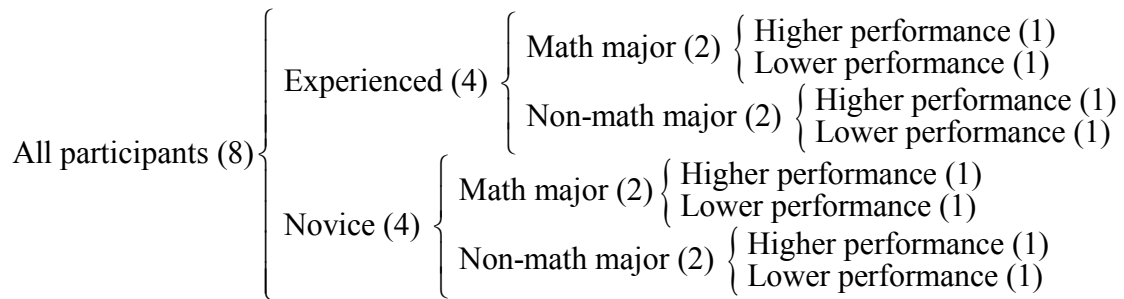 Higher performance (1)
Math major (2)
Lower performance (1)
Experienced (4)
Higher performance (1)
Non-math major (2)
Lower performance (1)
All participants (8)
Higher performance (1)
Math major (2)
Lower performance (1)
Novice (4)
Higher performance (1)
Non-math major (2)
Lower performance (1)